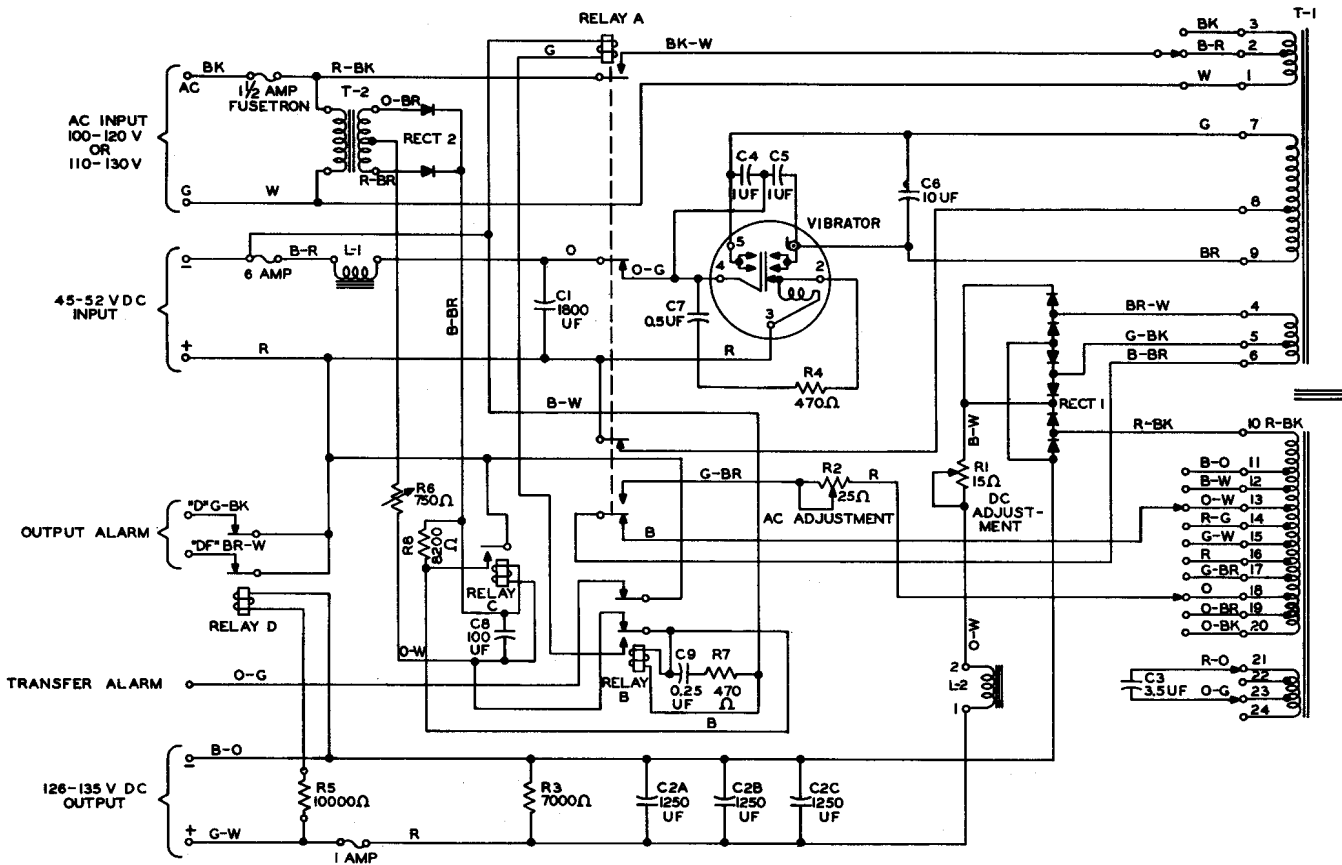 RELAY A
T-1
BK 3
G
BK-W
B-R 2
BK
AC
R-BK
W 1
1½ AMP
FUSETRON
T-2
O-BR
RECT 2
R-BR
AC INPUT
100-120 V
OR
110-130V
G
W
G 7
C4
1UF
C5
1UF
C6
10UF
VIBRATOR
8
5
1
4
2
3
BR 9
–
6 AMP
B-R
L-1
O
O-G
45-52 V DC
INPUT
C1
1800
UF
C7
0.5UF
B-BR
BR-W 4
G-BK 5
B-BR 6
+
R
R
R4
470Ω
B-W
RECT 1
R-BK
10 R-BK
B-W
R1
15Ω
DC
ADJUST-
MENT
G-BR
R2
25Ω
R
AC ADJUSTMENT
B
B-O 11
B-W 12
O-W 13
R-G 14
G-W 15
R 16
G-BR 17
O 18
O-BR 19
O-BK 20
R6
750Ω
R8
8200
Ω
"D" G-BK
OUTPUT ALARM
"DF" BR-W
RELAY D
RELAY
C
C8
100
UF
O-W
O-W
RELAY
B
C9
0.25
UF
R7
470
Ω
B
TRANSFER ALARM
O-G
2
L-2
1
R-O 21
22
C3
3.5UF
O-G 23
24
–
B-O
126-135 V DC
OUTPUT
R5
10000Ω
R3
7000Ω
C2A
1250
UF
C2B
1250
UF
C2C
1250
UF
+
G-W
1 AMP
R